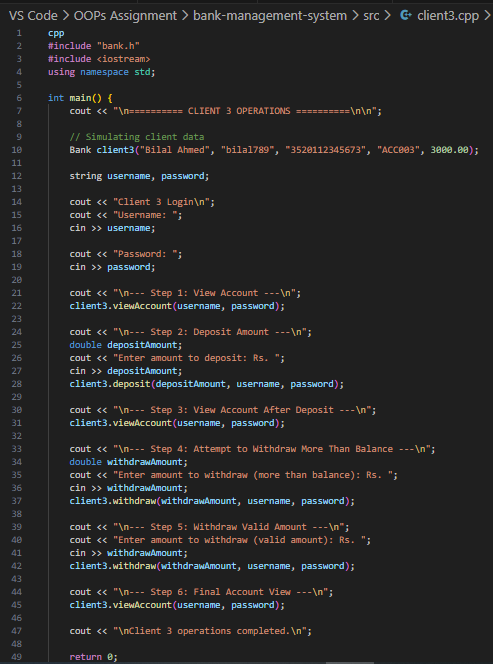 VS Code > OOPs Assignment > bank-management-system > src > client3.cpp >
1 cpp
2 #include "bank.h"
3 #include <iostream>
4 using namespace std;
5
6 int main() {
7 cout << "\n========== CLIENT 3 OPERATIONS ==========\n\n";
8
9 // Simulating client data
10 Bank client3("Bilal Ahmed", "bilal789", "3520112345673", "ACC003", 3000.00);
11
12 string username, password;
13
14 cout << "Client 3 Login\n";
15 cout << "Username: ";
16 cin >> username;
17
18 cout << "Password: ";
19 cin >> password;
20
21 cout << "\n--- Step 1: View Account ---\n";
22 client3.viewAccount(username, password);
23
24 cout << "\n--- Step 2: Deposit Amount ---\n";
25 double depositAmount;
26 cout << "Enter amount to deposit: Rs. ";
27 cin >> depositAmount;
28 client3.deposit(depositAmount, username, password);
29
30 cout << "\n--- Step 3: View Account After Deposit ---\n";
31 client3.viewAccount(username, password);
32
33 cout << "\n--- Step 4: Attempt to Withdraw More Than Balance ---\n";
34 double withdrawAmount;
35 cout << "Enter amount to withdraw (more than balance): Rs. ";
36 cin >> withdrawAmount;
37 client3.withdraw(withdrawAmount, username, password);
38
39 cout << "\n--- Step 5: Withdraw Valid Amount ---\n";
40 cout << "Enter amount to withdraw (valid amount): Rs. ";
41 cin >> withdrawAmount;
42 client3.withdraw(withdrawAmount, username, password);
43
44 cout << "\n--- Step 6: Final Account View ---\n";
45 client3.viewAccount(username, password);
46
47 cout << "\nClient 3 operations completed.\n";
48
49 return 0;